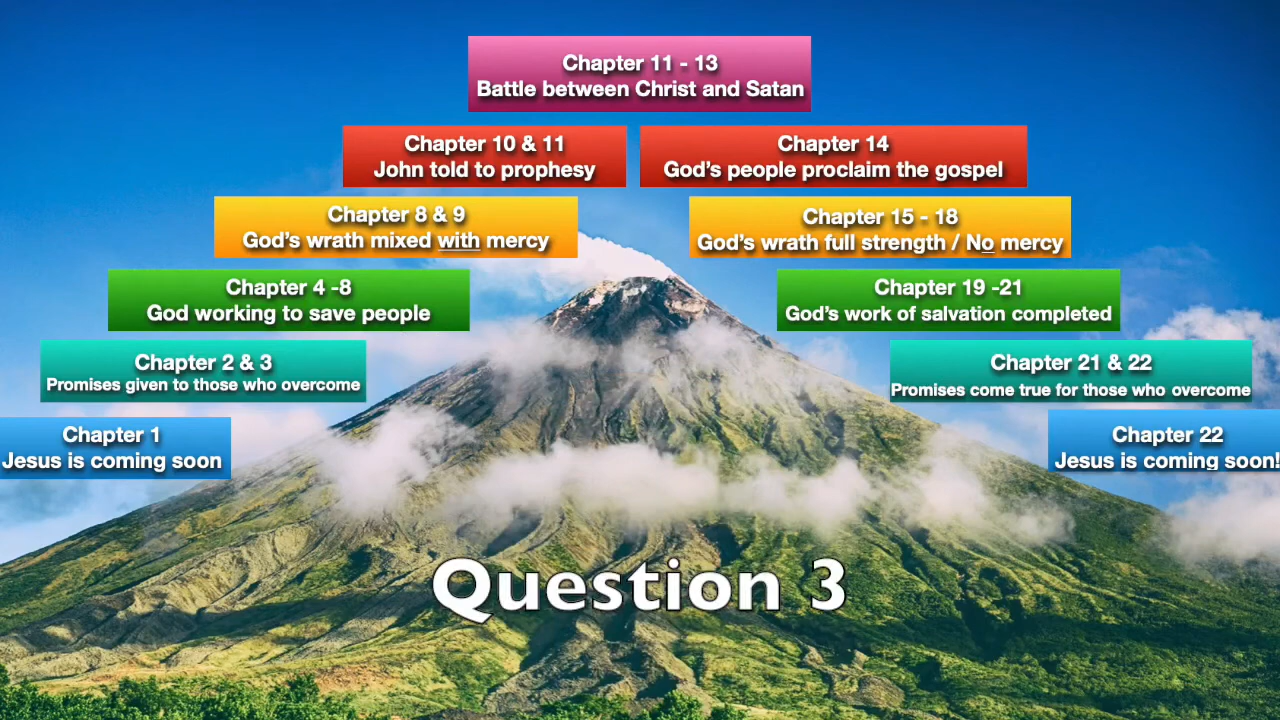 Chapter 11 - 13
Battle between Christ and Satan
Chapter 10 & 11
John told to prophesy
Chapter 14
God's people proclaim the gospel
Chapter 8 & 9
God's wrath mixed with mercy
Chapter 15 - 18
God's wrath full strength / No mercy
Chapter 4 -8
God working to save people
Chapter 19 -21
God's work of salvation completed
Chapter 2 & 3
Promises given to those who overcome
Chapter 21 & 22
Promises come true for those who overcome
Chapter 1
Jesus is coming soon
Chapter 22
Jesus is coming soon!
Question 3